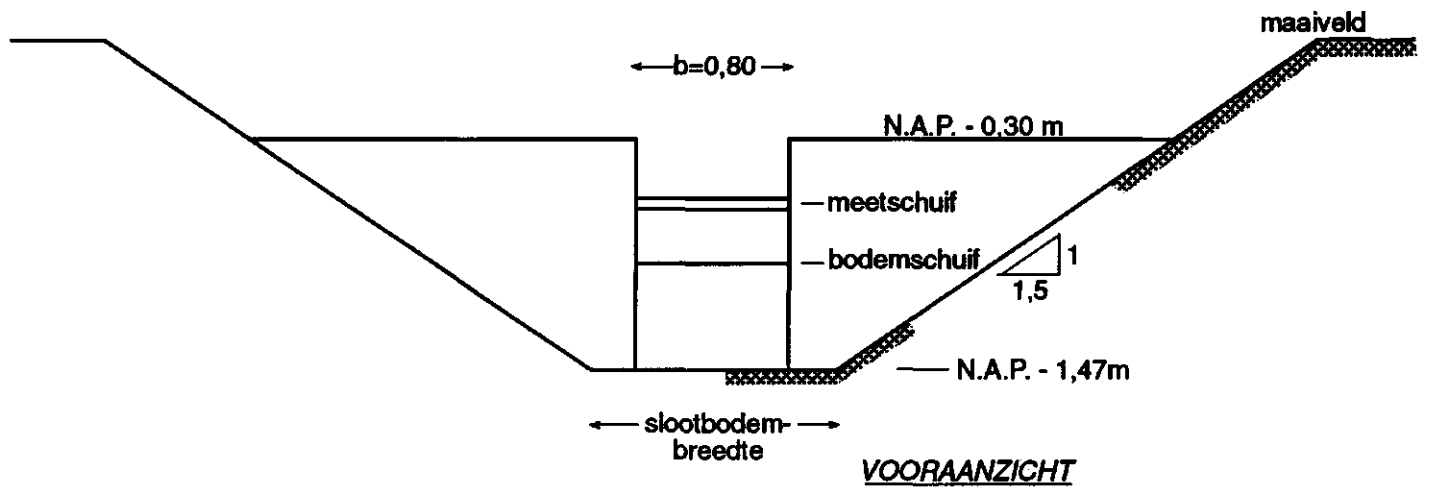 maaiveld
b=0,80
N.A.P. - 0,30 m
meetschuif
bodemschuif
1
1,5
N.A.P. - 1,47m
slootbodem-
breedte
VOORAANZICHT